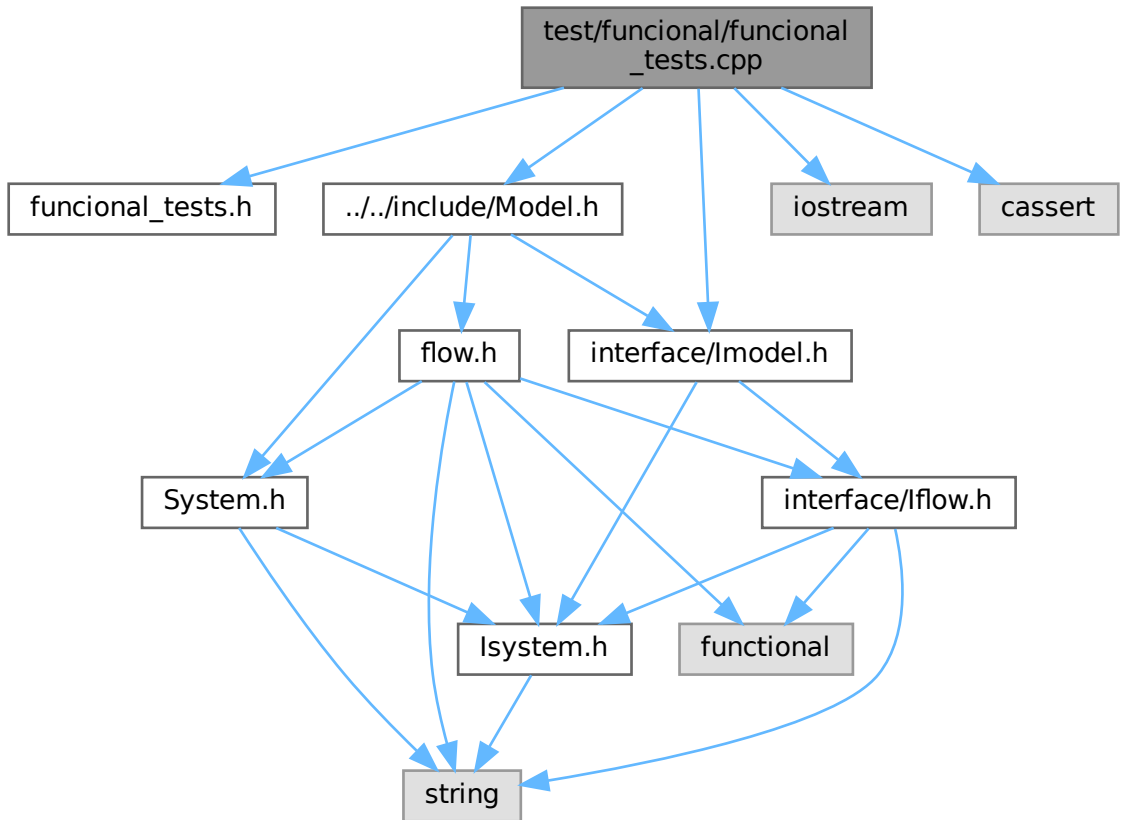 test/funcional/funcional
_tests.cpp
funcional_tests.h
../../include/Model.h
iostream
cassert
flow.h
interface/Imodel.h
System.h
interface/Iflow.h
Isystem.h
functional
string